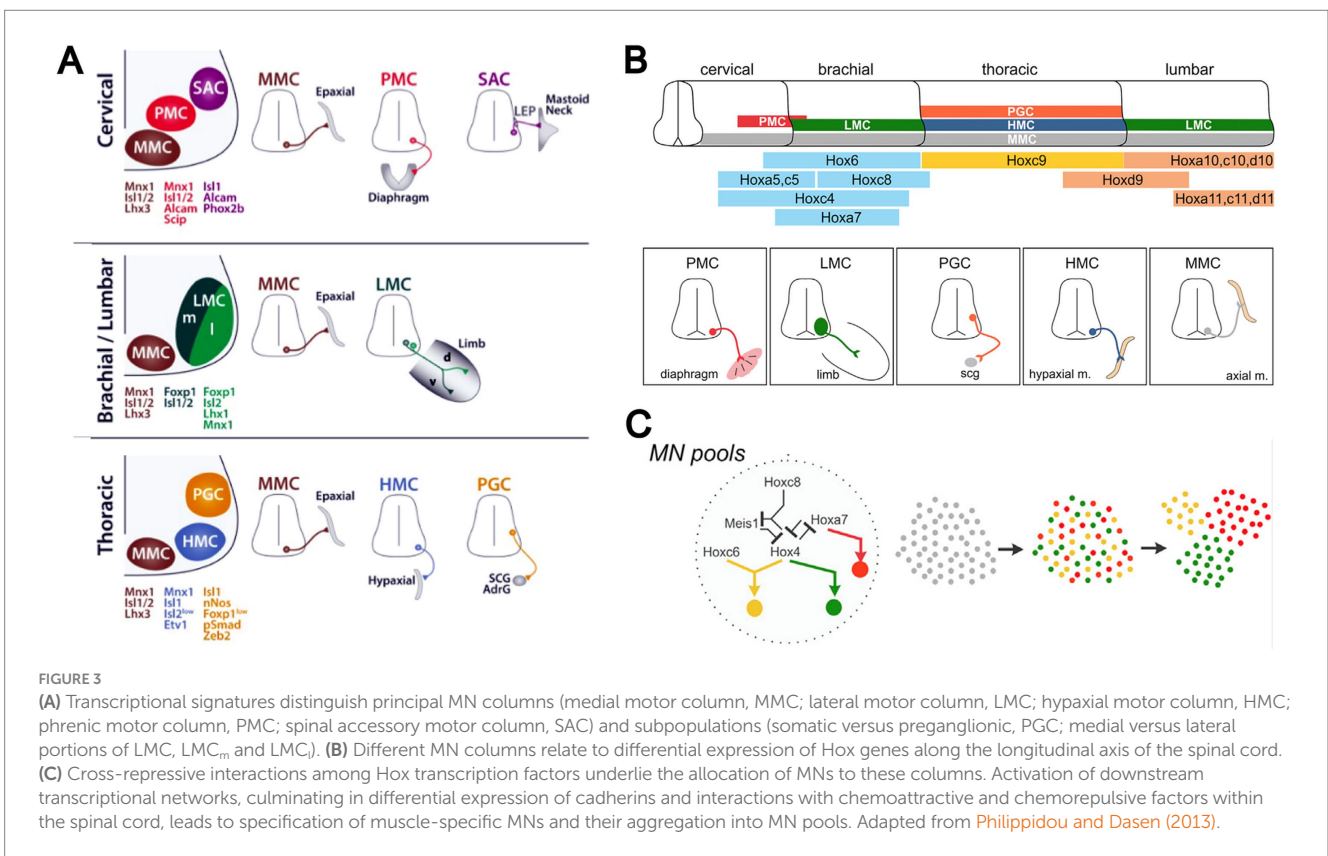 A
Cervical
SAC
PMC
MMC
Mnx1 Mnx1 Isl1
Isl1/2 Isl1/2 Alcam
Lhx3 Alcam Phox2b
Scip
MMC
Epaxial
PMC
Diaphragm
SAC
LEP
Mastoid
Neck
Brachial / Lumbar
LMC
m
l
MMC
Mnx1 Foxp1 Foxp1
Isl1/2 Isl1/2 Isl2
Lhx3 Lhx1
Mnx1
MMC
Epaxial
LMC
Limb
d
v
Thoracic
PGC
HMC
MMC
Mnx1 Mnx1 Isl1
Isl1/2 Isl1 nNos
Lhx3 Isl2low Foxp1low
Etv1 pSmad
Zeb2
MMC
Epaxial
HMC
Hypaxial
PGC
SCG
AdrG
B
cervical brachial thoracic lumbar
PGC
PMC LMC HMC LMC
MMC
Hox6 Hoxc9 Hoxa10,c10,d10
Hoxa5,c5 Hoxc8 Hoxd9
Hoxc4 Hoxa11,c11,d11
Hoxa7
PMC LMC PGC HMC MMC
diaphragm limb scg hypaxial m. axial m.
C
MN pools
Hoxc8
Meis1 Hoxa7
Hoxc6 Hox4
FIGURE 3
(A) Transcriptional signatures distinguish principal MN columns (medial motor column, MMC; lateral motor column, LMC; hypaxial motor column, HMC;
phrenic motor column, PMC; spinal accessory motor column, SAC) and subpopulations (somatic versus preganglionic, PGC; medial versus lateral
portions of LMC, LMCm and LMCl). (B) Different MN columns relate to differential expression of Hox genes along the longitudinal axis of the spinal cord.
(C) Cross-repressive interactions among Hox transcription factors underlie the allocation of MNs to these columns. Activation of downstream
transcriptional networks, culminating in differential expression of cadherins and interactions with chemoattractive and chemorepulsive factors within
the spinal cord, leads to specification of muscle-specific MNs and their aggregation into MN pools. Adapted from Philippidou and Dasen (2013).